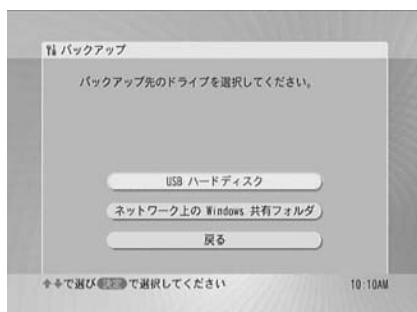 バックアップ
バックアップ先のドライブを選択してください。
USB ハードディスク
ネットワーク上の Windows 共有フォルダ
戻る
で選び 決定 で選択してください
10:10AM